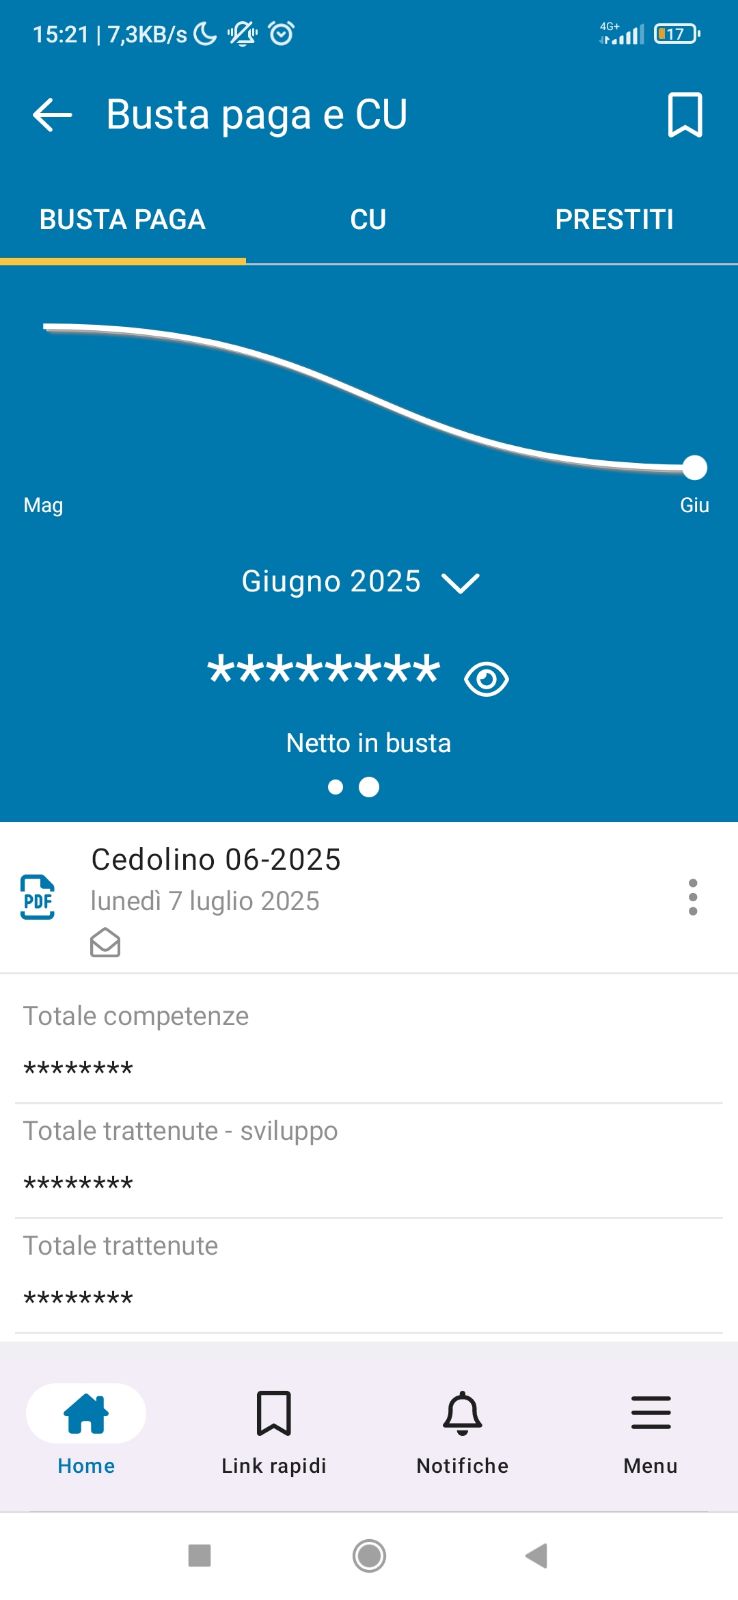 15:21 | 7,3KB/s 4G+ 17
Busta paga e CU
BUSTA PAGA CU PRESTITI
Mag Giu
Giugno 2025
********
Netto in busta
Cedolino 06-2025
PDF
lunedì 7 luglio 2025
Totale competenze
********
Totale trattenute - sviluppo
********
Totale trattenute
********
Home Link rapidi Notifiche Menu